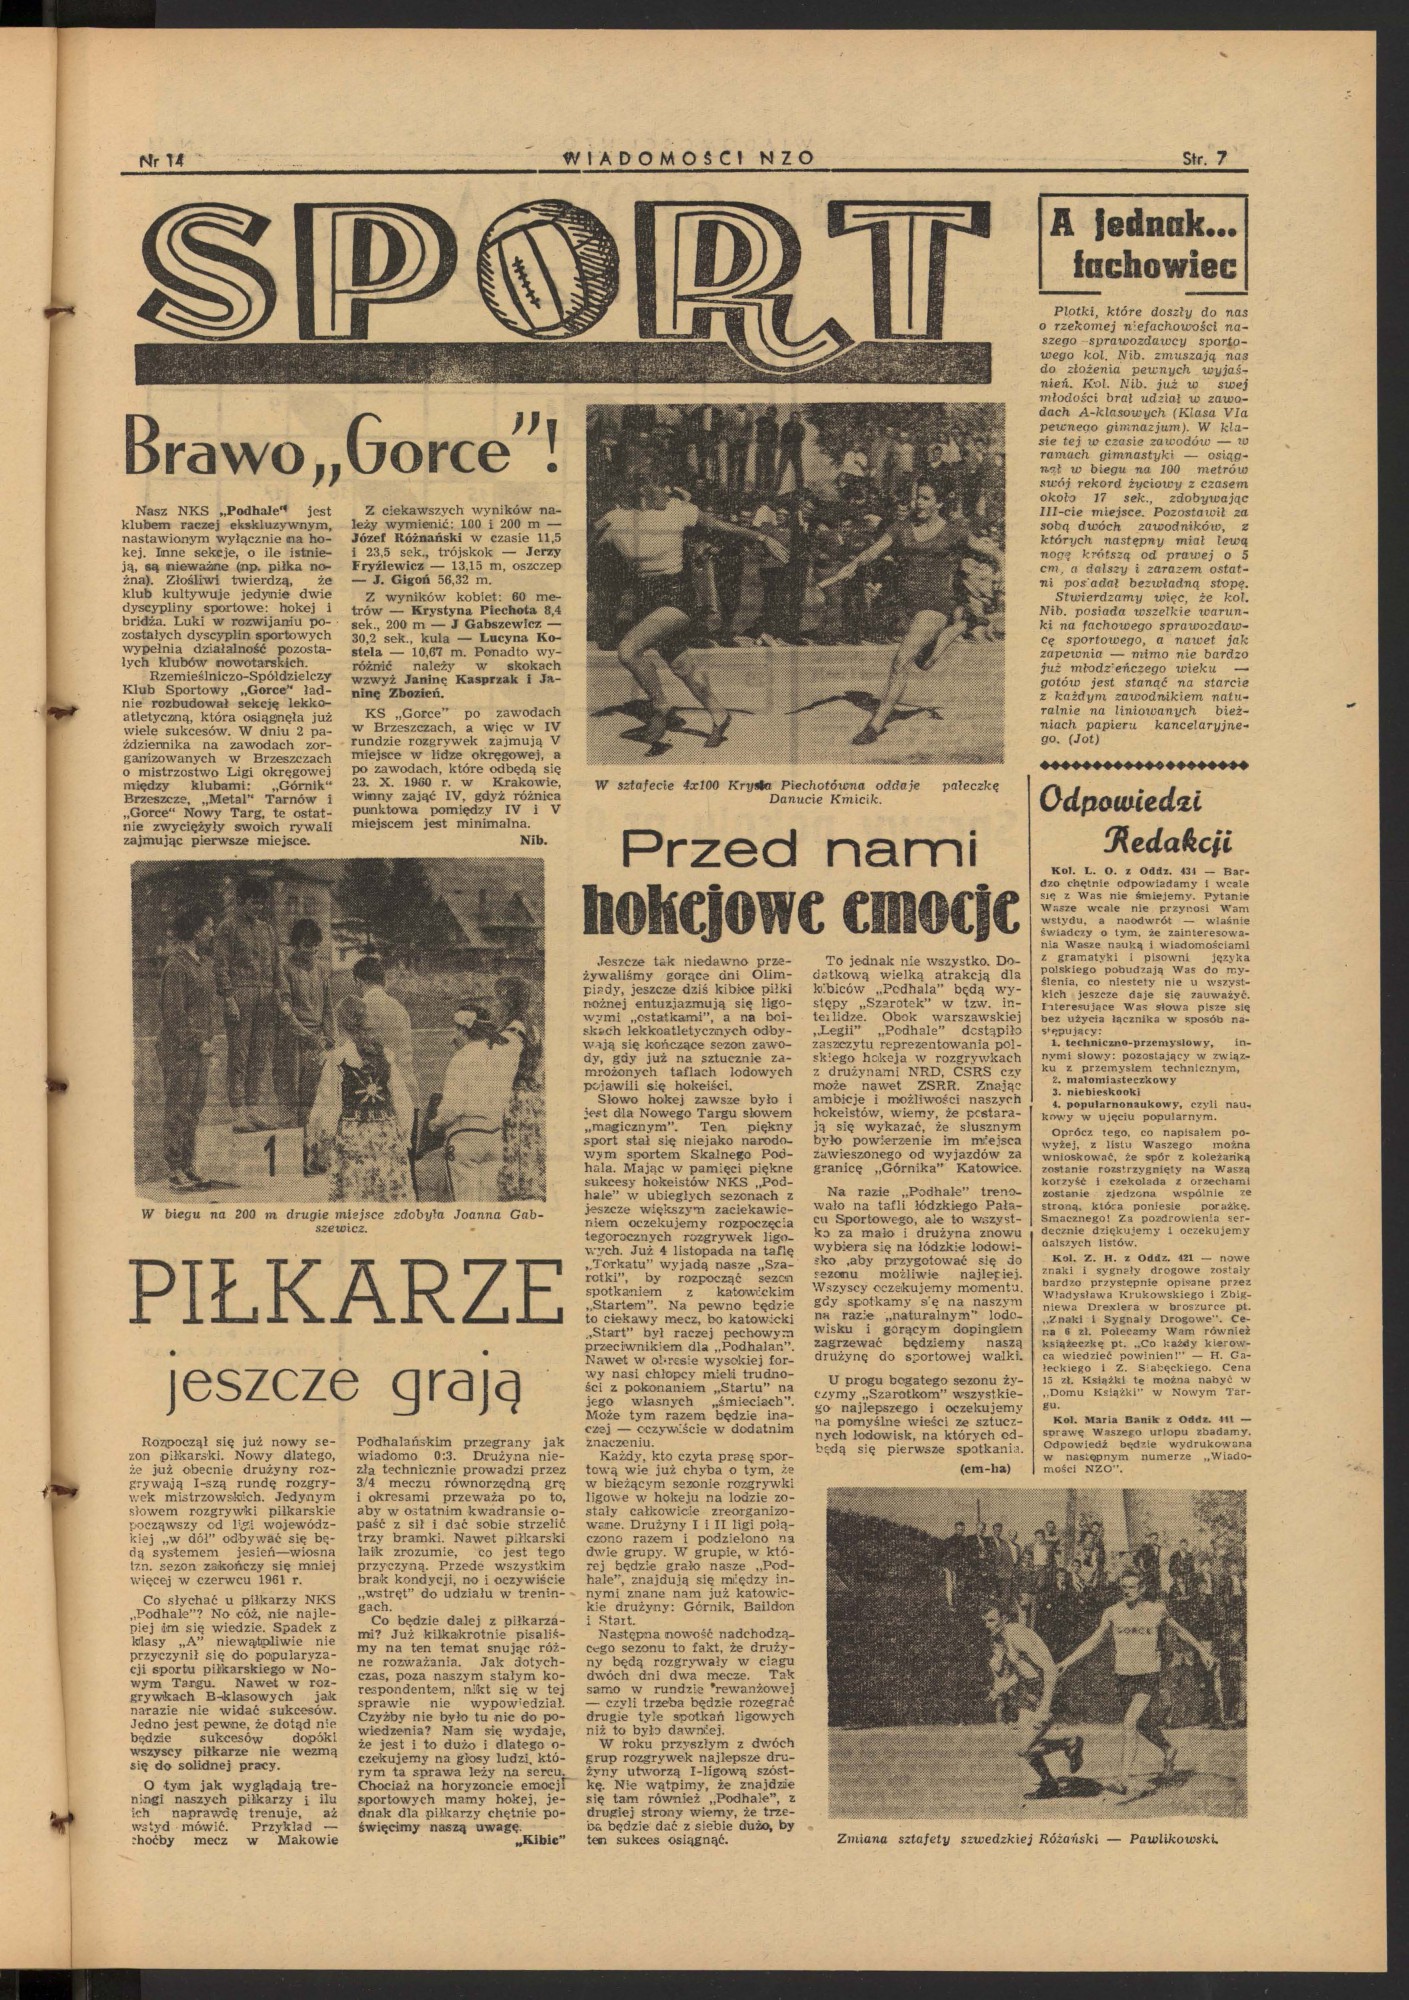 Nr 14
WIADOMOŚCI NZO
Str. 7
SPORT
Brawo „Gorce”!
Nasz NKS „Podhale“ jest
klubem raczej ekskluzywnym,
nastawionym wyłącznie na ho-
kej. Inne sekcje, o ile istnie-
ją, są nieważne (np. piłka no-
żna). Złośliwi twierdzą, że
klub kultywuje jedynie dwie
dyscypliny sportowe: hokej i
bridża. Luki w rozwijaniu po-
zostałych dyscyplin sportowych
wypełnia działalność pozosta-
łych klubów nowotarskich.
Rzemieślniczo-Spółdzielczy
Klub Sportowy „Gorce“ ład-
nie rozbudował sekcję lekko-
atletyczną, która osiągnęła już
wiele sukcesów. W dniu 2 pa-
ździernika na zawodach zor-
ganizowanych w Brzeszczach
o mistrzostwo Ligi okręgowej
między klubami: „Górnik“
Brzeszcze, „Metal“ Tarnów i
„Gorce“ Nowy Targ, te ostat-
nie zwyciężyły swoich rywali
zajmując pierwsze miejsce.
Z ciekawszych wyników na-
leży wymienić: 100 i 200 m —
Józef Różnański w czasie 11,5
i 23,5 sek., trójskok — Jerzy
Fryźlewicz — 13,15 m, oszczep
— J. Gigoń 56,32 m.
Z wyników kobiet: 60 me-
trów — Krystyna Piechota 8,4
sek., 200 m — J Gabszewicz —
30,2 sek., kula — Lucyna Ko-
stela — 10,67 m. Ponadto wy-
różnić należy w skokach
wzwyż Janinę Kasprzak i Ja-
ninę Zbozień.
KS „Gorce” po zawodach
w Brzeszczach, a więc w IV
rundzie rozgrywek zajmują V
miejsce w lidze okręgowej, a
po zawodach, które odbędą się
23. X. 1960 r. w Krakowie,
winny zająć IV, gdyż różnica
punktowa pomiędzy IV i V
miejscem jest minimalna.
Nib.
W sztafecie 4x100 Krysta Piechotówna oddaje pałeczkę
Danucie Kmicik.
1
W biegu na 200 m drugie miejsce zdobyła Joanna Gab-
szewicz.
PIŁKARZE
jeszcze grają
Rozpoczął się już nowy se-
zon piłkarski. Nowy dlatego,
że już obecnie drużyny roz-
grywają I-szą rundę rozgry-
wek mistrzowskich. Jedynym
słowem rozgrywki piłkarskie
począwszy od ligi wojewódz-
kiej „w dół” odbywać się bę-
dą systemem jesień—wiosna
tzn. sezon zakończy się mniej
więcej w czerwcu 1961 r.
Co słychać u piłkarzy NKS
„Podhale”? No cóż, nie najle-
piej im się wiedzie. Spadek z
klasy „A” niewątpliwie nie
przyczynił się do popularyza-
cji sportu piłkarskiego w No-
wym Targu. Nawet w roz-
grywkach B-klasowych jak
narazie nie widać sukcesów.
Jedno jest pewne, że dotąd nie
będzie sukcesów dopóki
wszyscy piłkarze nie wezmą
się do solidnej pracy.
O tym jak wyglądają tre-
ningi naszych piłkarzy i ilu
ich naprawdę trenuje, aż
wstyd mówić. Przykład —
choćby mecz w Makowie
Podhalańskim przegrany jak
wiadomo 0:3. Drużyna nie-
zła technicznie prowadzi przez
3/4 meczu równorzędną grę
i okresami przeważa po to,
aby w ostatnim kwadransie o-
paść z sił i dać sobie strzelić
trzy bramki. Nawet piłkarski
laik zrozumie, co jest tego
przyczyną. Przede wszystkim
brak kondycji, no i oczywiście
„wstręt” do udziału w trenin-
gach.
Co będzie dalej z piłkarza-
mi? Już kilkakrotnie pisaliś-
my na ten temat snując róż-
ne rozważania. Jak dotych-
czas, poza naszym stałym ko-
respondentem, nikt się w tej
sprawie nie wypowiedział.
Czyżby nie było tu nic do po-
wiedzenia? Nam się wydaje,
że jest i to dużo i dlatego o-
czekujemy na głosy ludzi, któ-
rym ta sprawa leży na sercu.
Chociaż na horyzoncie emocji
sportowych mamy hokej, je-
dnak dla piłkarzy chętnie po-
święcimy naszą uwagę.
„Kibic”
Przed nami
hokejowe emocje
Jeszcze tak niedawno prze-
żywaliśmy gorące dni Olim-
piady, jeszcze dziś kibice piłki
nożnej entuzjazmują się ligo-
wymi „ostatkami”, a na boi-
skach lekkoatletycznych odby-
wają się kończące sezon zawo-
dy, gdy już na sztucznie za-
mrożonych taflach lodowych
pojawili się hokeiści.
Słowo hokej zawsze było i
jest dla Nowego Targu słowem
„magicznym”. Ten piękny
sport stał się niejako narodo-
wym sportem Skalnego Pod-
hala. Mając w pamięci piękne
sukcesy hokeistów NKS „Pod-
hale” w ubiegłych sezonach z
jeszcze większym zaciekawie-
niem oczekujemy rozpoczęcia
tegorocznych rozgrywek ligo-
wych. Już 4 listopada na taflę
„Torkatu” wyjadą nasze „Sza-
rotki”, by rozpocząć sezon
spotkaniem z katowickim
„Startem”. Na pewno będzie
to ciekawy mecz, bo katowicki
„Start” był raczej pechowym
przeciwnikiem dla „Podhalan”.
Nawet w okresie wysokiej for-
wy nasi chłopcy mieli trudno-
ści z pokonaniem „Startu” na
jego własnych „śmieciach”.
Może tym razem będzie ina-
czej — oczywiście w dodatnim
znaczeniu.
Każdy, kto czyta prasę spor-
tową wie już chyba o tym, że
w bieżącym sezonie rozgrywki
ligowe w hokeju na lodzie zo-
stały całkowicie zreorganizo-
wane. Drużyny I i II ligi połą-
czono razem i podzielono na
dwie grupy. W grupie, w któ-
rej będzie grało nasze „Pod-
hale”, znajdują się między in-
nymi znane nam już katowic-
kie drużyny: Górnik, Baildon
i Start.
Następna nowość nadchodzą-
cego sezonu to fakt, że druży-
ny będą rozgrywały w ciągu
dwóch dni dwa mecze. Tak
samo w rundzie rewanżowej
— czyli trzeba będzie rozegrać
drugie tyle spotkań ligowych
niż to było dawniej.
W roku przyszłym z dwóch
grup rozgrywek najlepsze dru-
żyny utworzą I-ligową szóst-
kę. Nie wątpimy, że znajdzie
się tam również „Podhale”, z
drugiej strony wiemy, że trze-
ba będzie dać z siebie dużo, by
ten sukces osiągnąć.
To jednak nie wszystko. Do-
datkową wielką atrakcją dla
kibiców „Podhala” będą wy-
stępy „Szarotek” w tzw. in-
terlidze. Obok warszawskiej
„Legii” „Podhale” dostąpiło
zaszczytu reprezentowania pol-
skiego hokeja w rozgrywkach
z drużynami NRD, CSRS czy
może nawet ZSRR. Znając
ambicje i możliwości naszych
hokeistów, wiemy, że postara-
ją się wykazać, że słusznym
było powierzenie im miejsca
zawieszonego od wyjazdów za
granicę „Górnika” Katowice.
Na razie „Podhale” treno-
wało na tafli łódzkiego Pała-
cu Sportowego, ale to wszyst-
ko za mało i drużyna znowu
wybiera się na łódzkie lodowi-
sko ,aby przygotować się do
sezonu możliwie najlepiej.
Wszyscy oczekujemy momentu,
gdy spotkamy się na naszym
na razie „naturalnym” lodo-
wisku i gorącym dopingiem
zagrzewać będziemy naszą
drużynę do sportowej walki.
U progu bogatego sezonu ży-
czymy „Szarotkom” wszystkie-
go najlepszego i oczekujemy
na pomyślne wieści ze sztucz-
nych lodowisk, na których od-
będą się pierwsze spotkania.
(em-ha)
GORCE
Zmiana sztafety szwedzkiej Różański — Pawlikowski.
A jednak...
fachowiec
Plotki, które doszły do nas
o rzekomej niefachowości na-
szego sprawozdawcy sporto-
wego kol. Nib. zmuszają nas
do złożenia pewnych wyjaś-
nień. Kol. Nib. już w swej
młodości brał udział w zawo-
dach A-klasowych (Klasa VIa
pewnego gimnazjum). W kla-
sie tej w czasie zawodów — w
ramach gimnastyki — osiąg-
nął w biegu na 100 metrów
swój rekord życiowy z czasem
około 17 sek., zdobywając
III-cie miejsce. Pozostawił za
sobą dwóch zawodników, z
których następny miał lewą
nogę krótszą od prawej o 5
cm, a dalszy i zarazem ostat-
ni posiadał bezwładną stopę.
Stwierdzamy więc, że kol.
Nib. posiada wszelkie warun-
ki na fachowego sprawozdaw-
cę sportowego, a nawet jak
zapewnia — mimo nie bardzo
już młodzieńczego wieku —
gotów jest stanąć na starcie
z każdym zawodnikiem natu-
ralnie na liniowanych bież-
niach papieru kancelaryjne-
go. (Jot)
Odpowiedzi
Redakcji
Kol. L. O. z Oddz. 434 — Bar-
dzo chętnie odpowiadamy i wcale
się z Was nie śmiejemy. Pytanie
Wasze wcale nie przynosi Wam
wstydu, a naodwrót — właśnie
świadczy o tym, że zainteresowa-
nia Wasze nauką i wiadomościami
z gramatyki i pisowni języka
polskiego pobudzają Was do my-
ślenia, co niestety nie u wszyst-
kich jeszcze daje się zauważyć.
Interesujące Was słowa pisze się
bez użycia łącznika w sposób na-
stępujący:
1. techniczno-przemysłowy, in-
nymi słowy: pozostający w związ-
ku z przemysłem technicznym,
2. małomiasteczkowy
3. niebieskooki
4. popularnonaukowy, czyli nau-
kowy w ujęciu popularnym.
Oprócz tego, co napisałem po-
wyżej, z listu Waszego można
wnioskować, że spór z koleżanką
zostanie rozstrzygnięty na Waszą
korzyść i czekolada z orzechami
zostanie zjedzona wspólnie ze
stroną, która poniesie porażkę.
Smacznego! Za pozdrowienia ser-
decznie dziękujemy i oczekujemy
dalszych listów.
Kol. Z. H. z Oddz. 421 — nowe
znaki i sygnały drogowe zostały
bardzo przystępnie opisane przez
Władysława Krukowskiego i Zbig-
niewa Drexlera w broszurce pt.
„Znaki i Sygnały Drogowe”. Ce-
na 6 zł. Polecamy Wam również
książeczkę pt. „Co każdy kierow-
ca wiedzieć powinien!” — H. Ga-
łeckiego i Z. Słabęckiego. Cena
15 zł. Książki te można nabyć w
„Domu Książki” w Nowym Tar-
gu.
Kol. Maria Banik z Oddz. 441 —
sprawę Waszego urlopu zbadamy.
Odpowiedź będzie wydrukowana
w następnym numerze „Wiado-
mości NZO”.